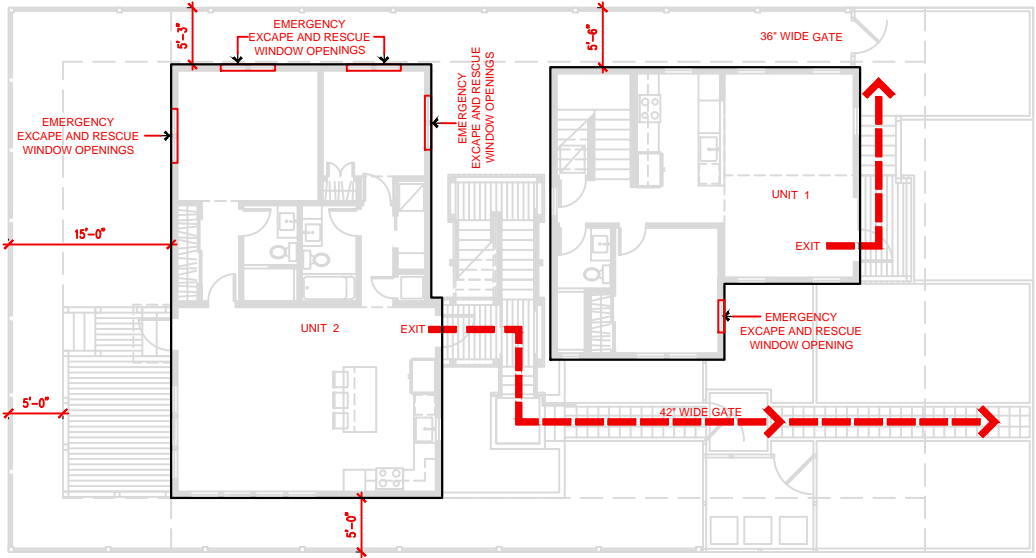 5'-3"
EMERGENCY
EXCAPE AND RESCUE
WINDOW OPENINGS
EMERGENCY
EXCAPE AND RESCUE
WINDOW OPENINGS
5'-6"
36" WIDE GATE
EMERGENCY
EXCAPE AND RESCUE
WINDOW OPENINGS
UNIT 1
15'-0"
EXIT
UNIT 2
EXIT
EMERGENCY
EXCAPE AND RESCUE
WINDOW OPENING
5'-0"
42" WIDE GATE
5'-0"